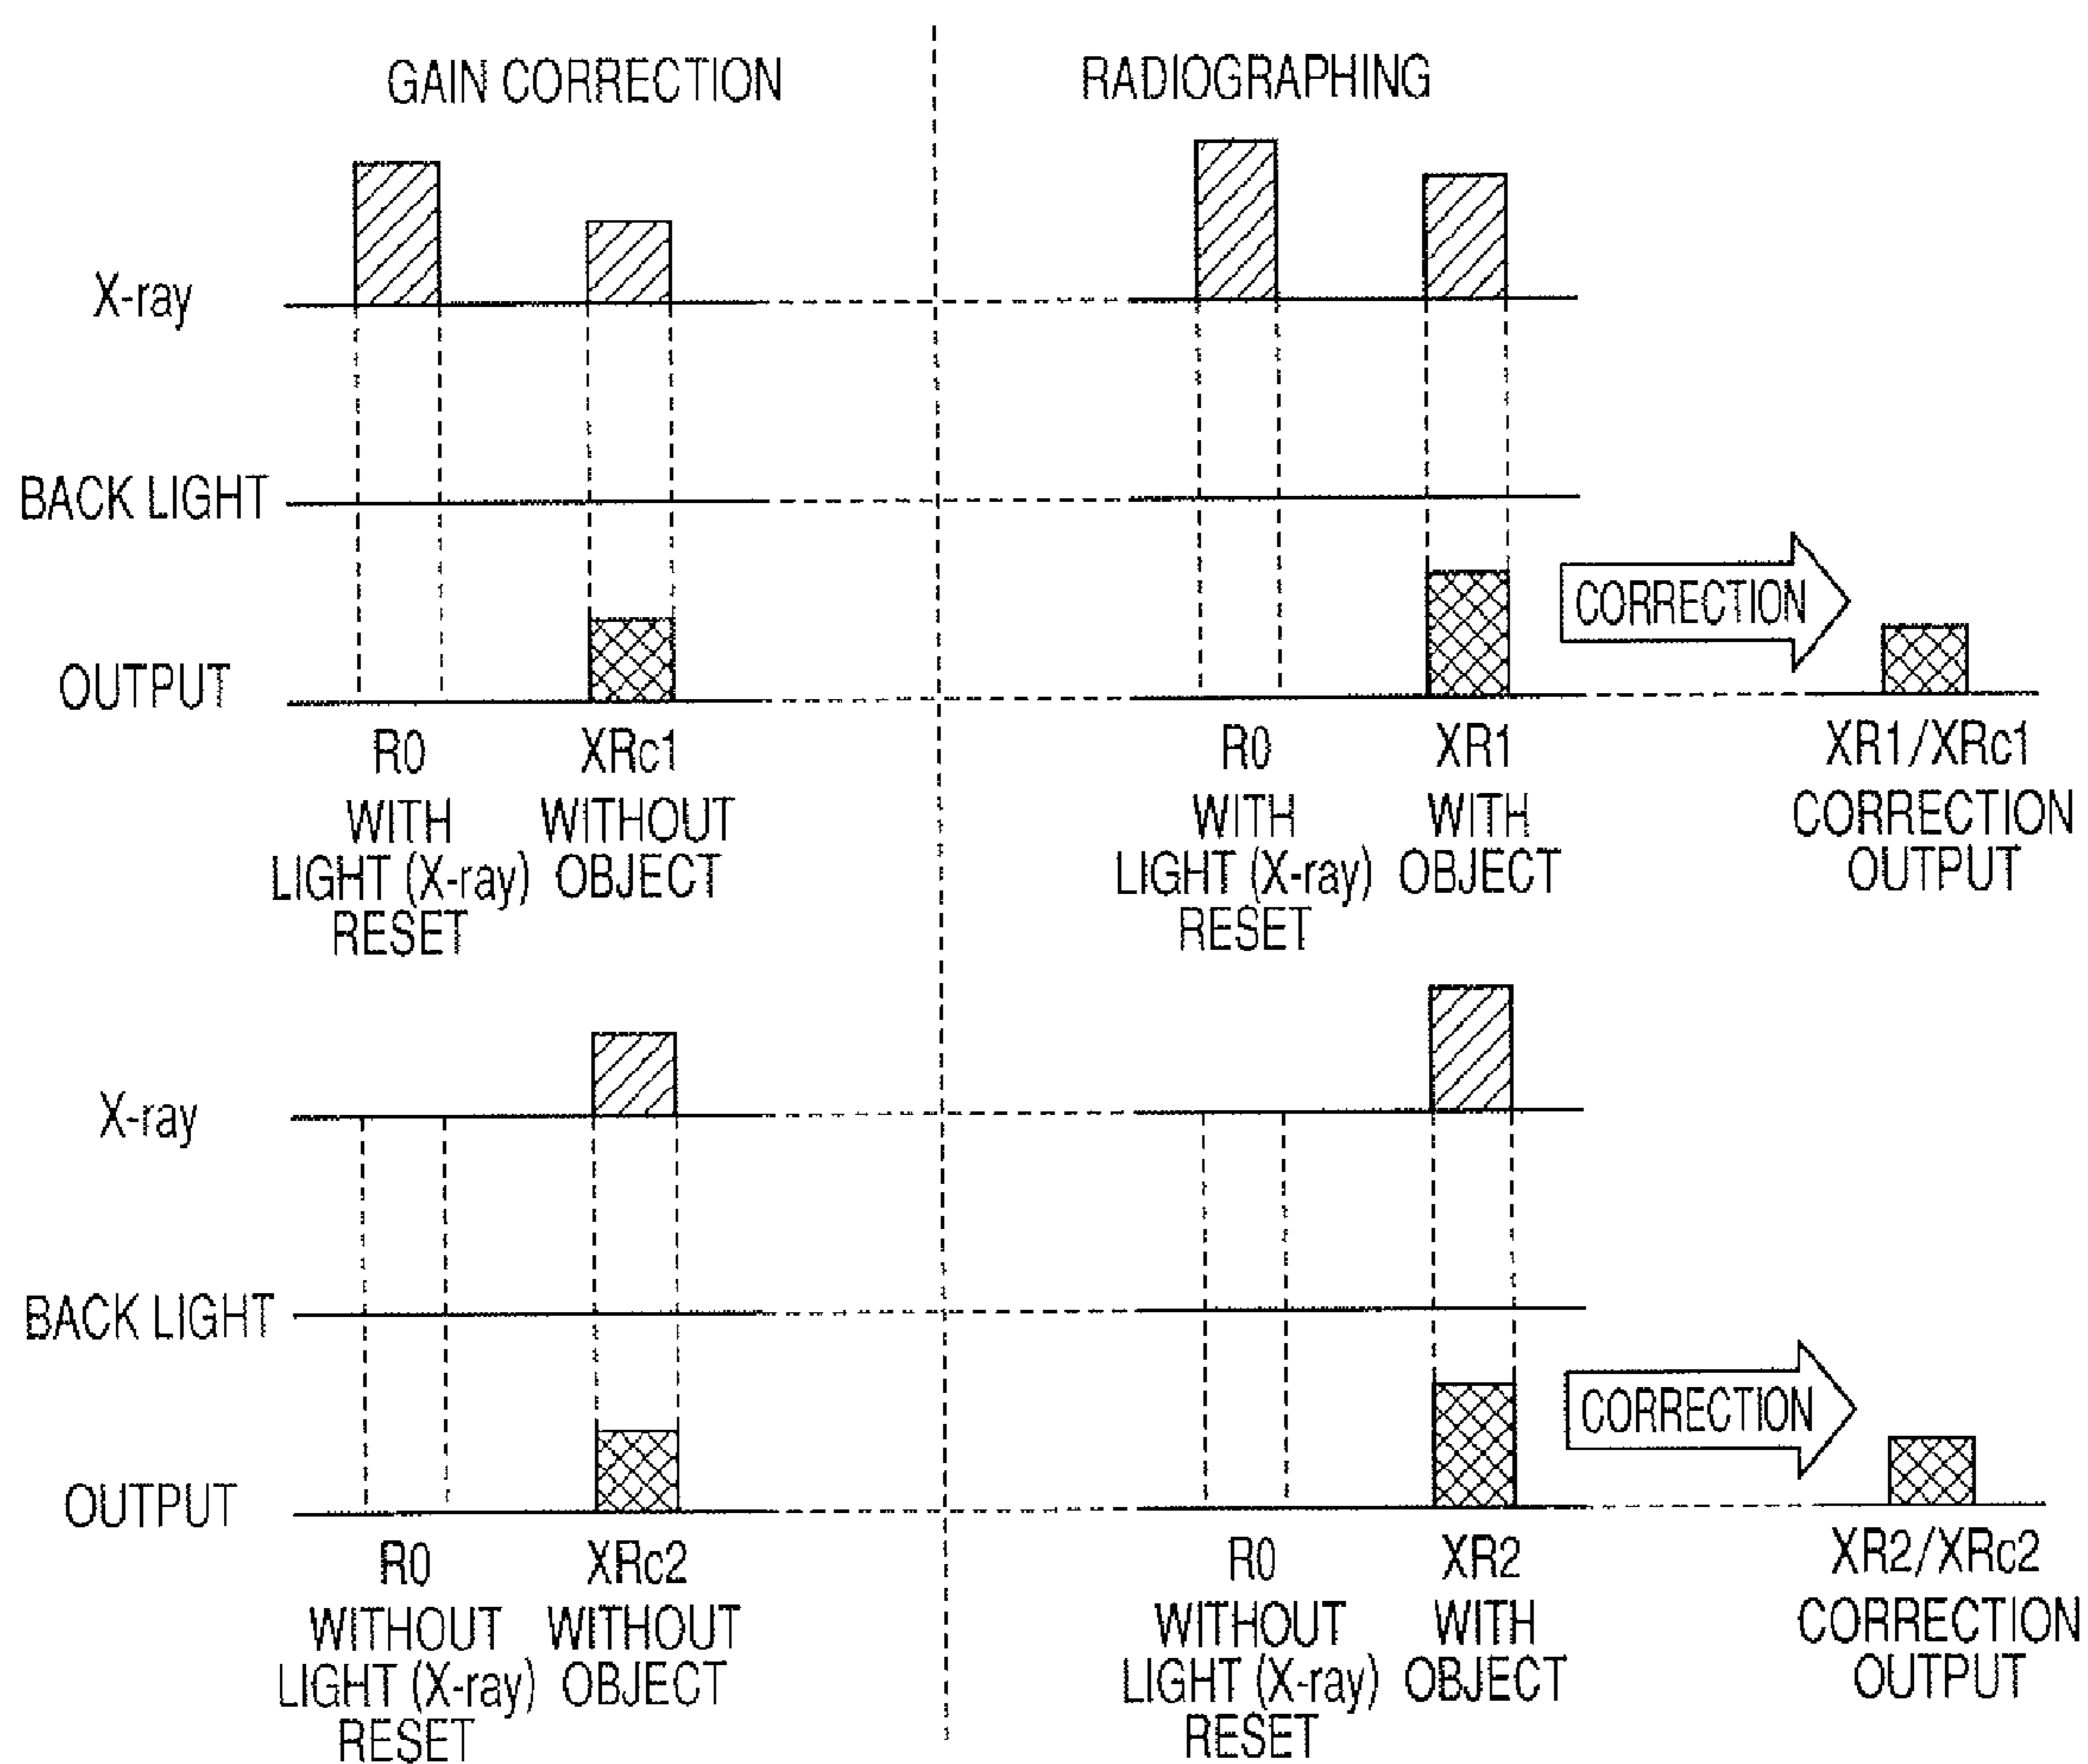 GAIN CORRECTION
RADIOGRAPHING
X-ray
BACK LIGHT
CORRECTION
OUTPUT
R0
WITH
LIGHT (X-ray)
RESET
XRc1
WITHOUT
OBJECT
R0
WITH
LIGHT (X-ray)
RESET
XR1
WITH
OBJECT
XR1/XRc1
CORRECTION
OUTPUT
X-ray
BACK LIGHT
CORRECTION
OUTPUT
R0
WITHOUT
LIGHT (X-ray)
RESET
XRc2
WITHOUT
OBJECT
R0
WITHOUT
LIGHT (X-ray)
RESET
XR2
WITH
OBJECT
XR2/XRc2
CORRECTION
OUTPUT